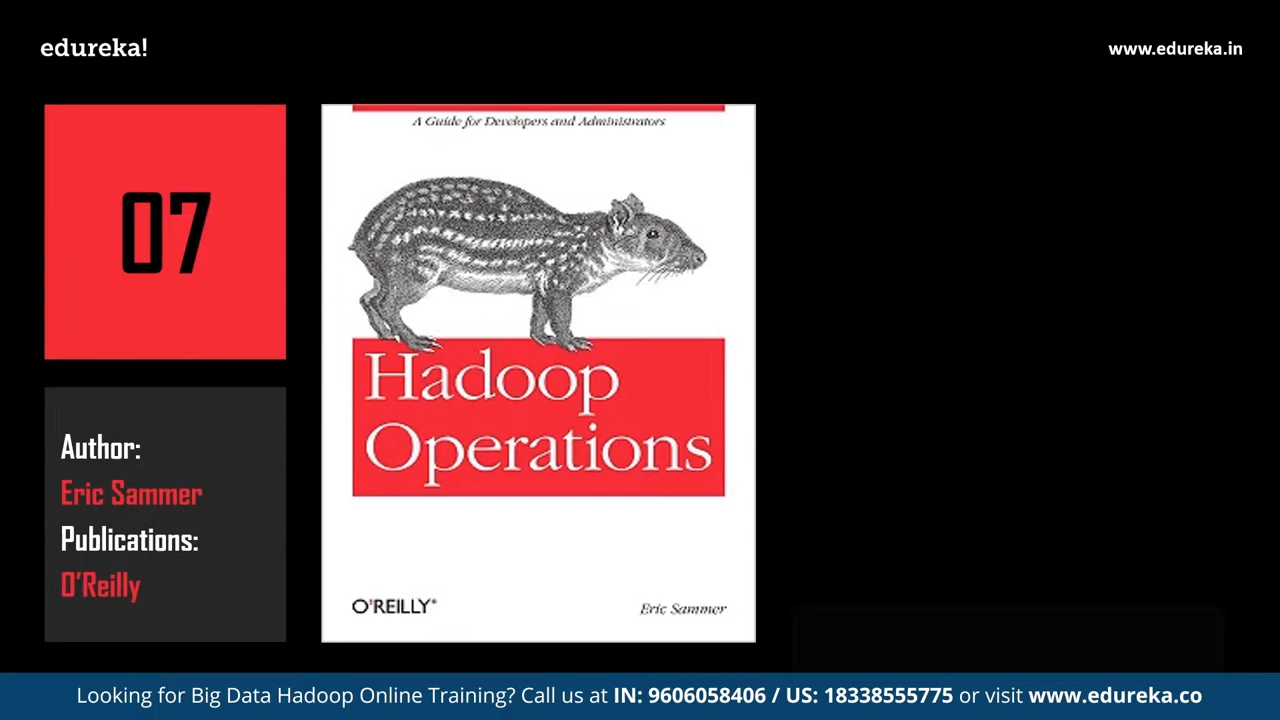 edureka!
www.edureka.in
07
Author:
Eric Sammer
Publications:
O'Reilly
A Guide for Developers and Administrators
Hadoop
Operations
O'REILLY®
Eric Sammer
Looking for Big Data Hadoop Online Training? Call us at IN: 9606058406 / US: 18338555775 or visit www.edureka.co